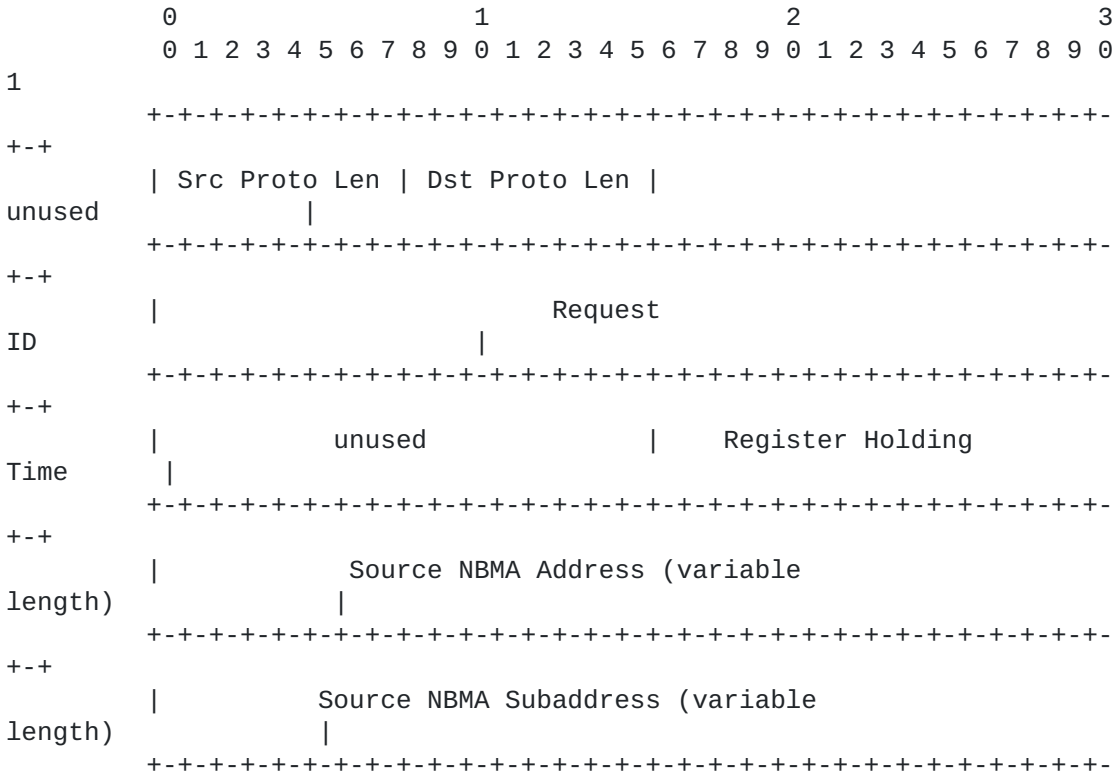 0                   1                   2                   3
0 1 2 3 4 5 6 7 8 9 0 1 2 3 4 5 6 7 8 9 0 1 2 3 4 5 6 7 8 9 0
1
+-+-+-+-+-+-+-+-+-+-+-+-+-+-+-+-+-+-+-+-+-+-+-+-+-+-+-+-+-+-+-
+-+
| Src Proto Len | Dst Proto Len |
unused             |
+-+-+-+-+-+-+-+-+-+-+-+-+-+-+-+-+-+-+-+-+-+-+-+-+-+-+-+-+-+-+-
+-+
|                         Request
ID                            |
+-+-+-+-+-+-+-+-+-+-+-+-+-+-+-+-+-+-+-+-+-+-+-+-+-+-+-+-+-+-+-
+-+
|           unused              |    Register Holding
Time      |
+-+-+-+-+-+-+-+-+-+-+-+-+-+-+-+-+-+-+-+-+-+-+-+-+-+-+-+-+-+-+-
+-+
|            Source NBMA Address (variable
length)              |
+-+-+-+-+-+-+-+-+-+-+-+-+-+-+-+-+-+-+-+-+-+-+-+-+-+-+-+-+-+-+-
+-+
|          Source NBMA Subaddress (variable
length)             |
+-+-+-+-+-+-+-+-+-+-+-+-+-+-+-+-+-+-+-+-+-+-+-+-+-+-+-+-+-+-+-